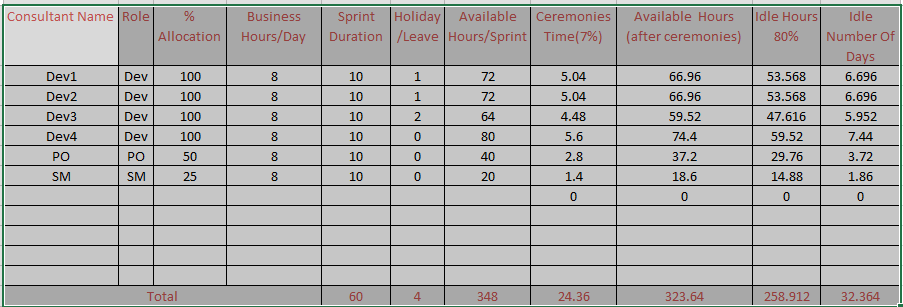 Consultant Name Role % Business Sprint Holiday Available Ceremonies Available Hours Idle Hours Idle
Allocation Hours/Day Duration /Leave Hours/Sprint Time(7%) (after ceremonies) 80% Number Of
Days
Dev1 Dev 100 8 10 1 72 5.04 66.96 53.568 6.696
Dev2 Dev 100 8 10 1 72 5.04 66.96 53.568 6.696
Dev3 Dev 100 8 10 2 64 4.48 59.52 47.616 5.952
Dev4 Dev 100 8 10 0 80 5.6 74.4 59.52 7.44
PO PO 50 8 10 0 40 2.8 37.2 29.76 3.72
SM SM 25 8 10 0 20 1.4 18.6 14.88 1.86
0 0 0 0
Total 60 4 348 24.36 323.64 258.912 32.364